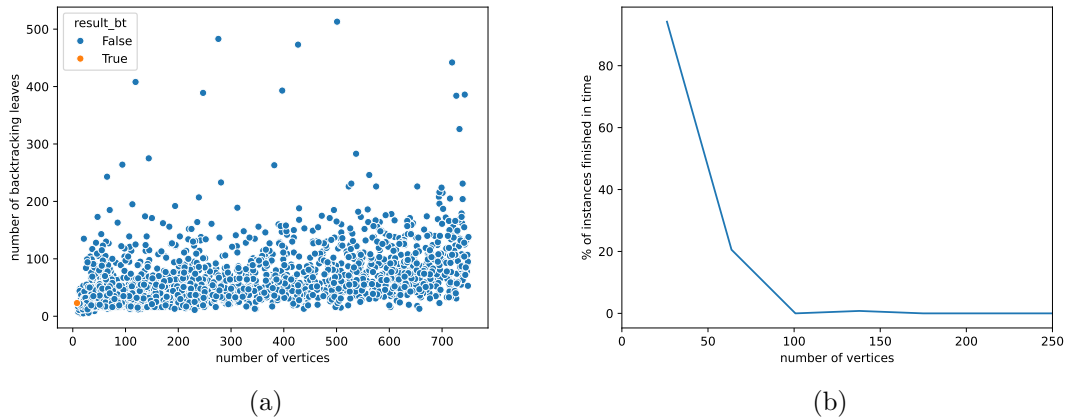 result_bt
False
True
number of backtracking leaves
500
400
300
200
100
0
0 100 200 300 400 500 600 700
number of vertices
(a)
% of instances finished in time
80
60
40
20
0
0 50 100 150 200 250
number of vertices
(b)